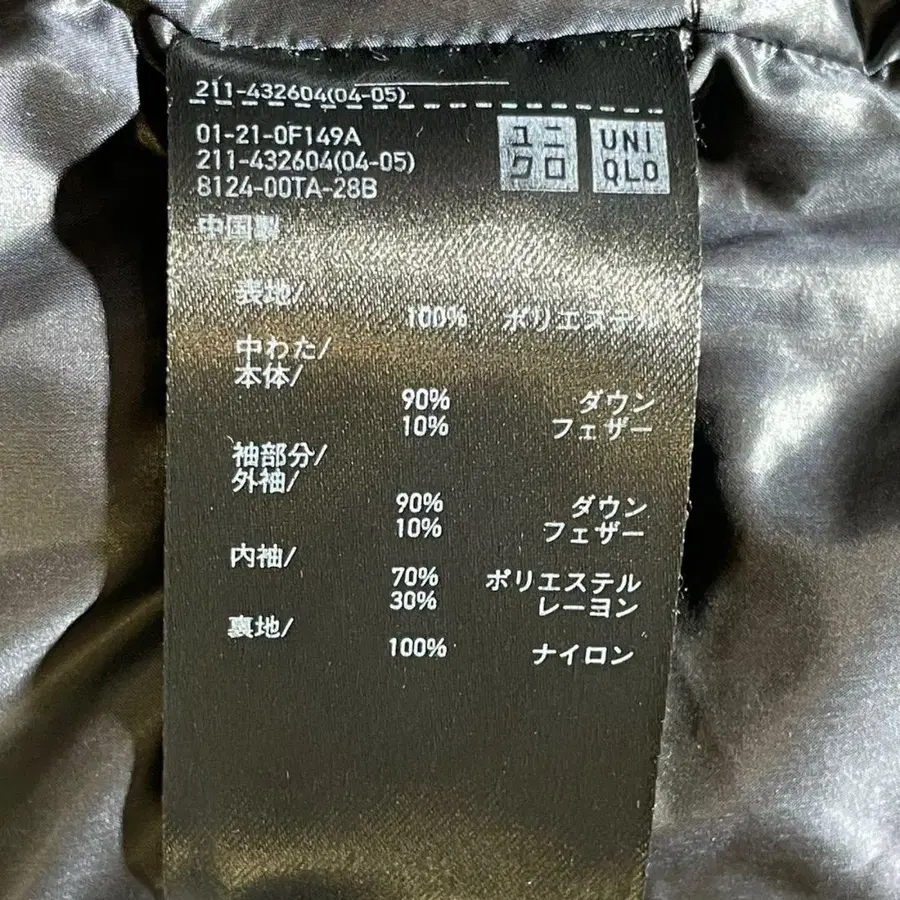 211-432604(04-05)
01-21-0F149A
211-432604(04-05)
8124-00TA-28B
ユニ
クロ
UNI
QLO
中国製
表地/
100% ポリエステル
中わた/
本体/
90% ダウン
10% フェザー
袖部分/
外袖/
90% ダウン
10% フェザー
内袖/
70% ポリエステル
30% レーヨン
裏地/
100% ナイロン